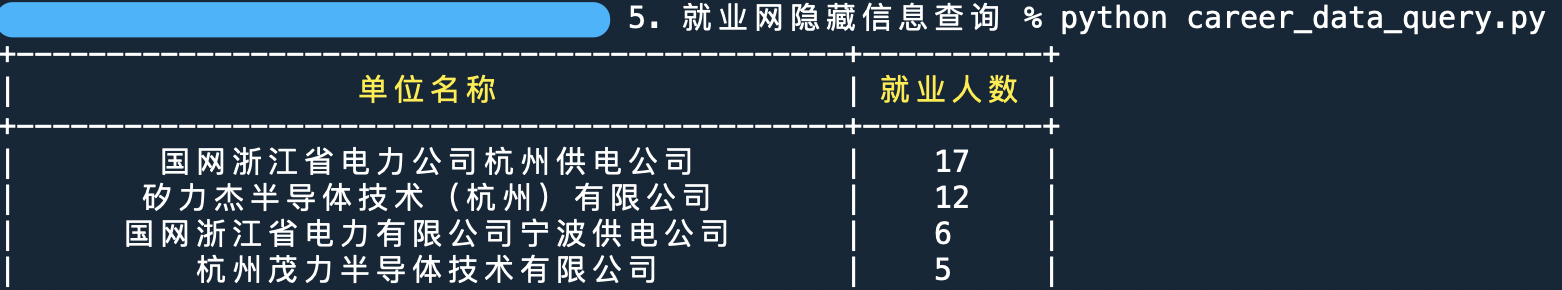 5. 就业网隐藏信息查询 % python career_data_query.py
单位名称 就业人数
国网浙江省电力公司杭州供电公司 17
矽力杰半导体技术（杭州）有限公司 12
国网浙江省电力有限公司宁波供电公司 6
杭州茂力半导体技术有限公司 5